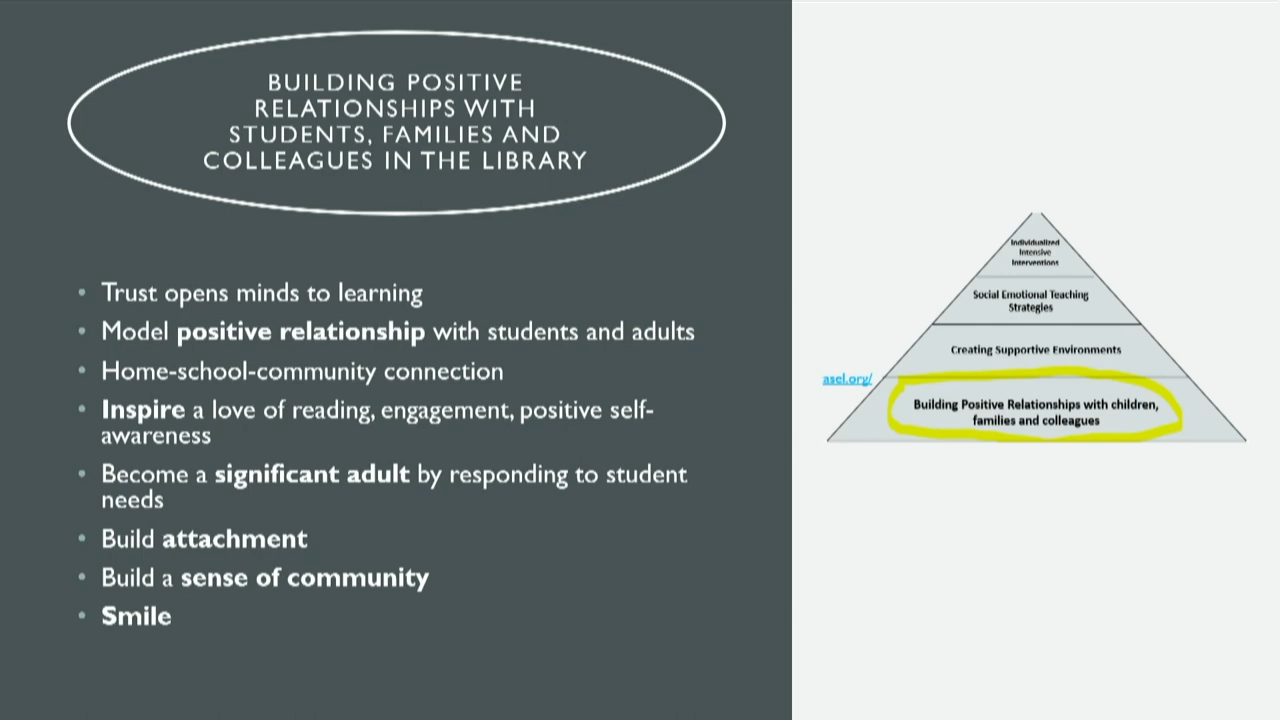 BUILDING POSITIVE
RELATIONSHIPS WITH
STUDENTS, FAMILIES AND
COLLEAGUES IN THE LIBRARY
• Trust opens minds to learning
• Model positive relationship with students and adults
• Home-school-community connection
• Inspire a love of reading, engagement, positive self-
awareness
• Become a significant adult by responding to student
needs
• Build attachment
• Build a sense of community
• Smile
Individualized
Intensive
Interventions
Social Emotional Teaching
Strategies
Creating Supportive Environments
asel.org/
Building Positive Relationships with children,
families and colleagues